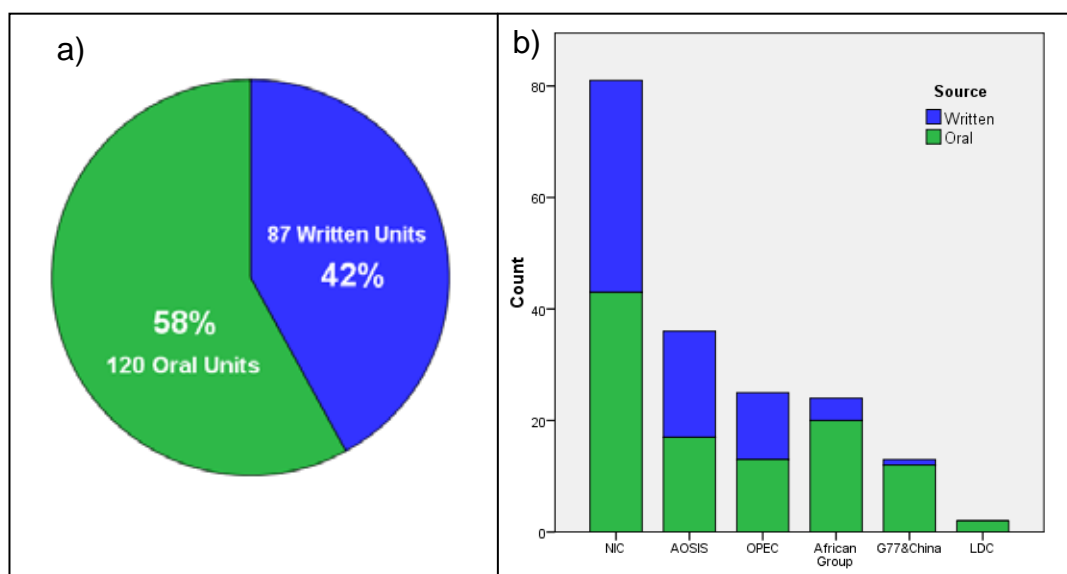 a)
87 Written Units
42%
58%
120 Oral Units
b)
Source
Written
Oral
Count
80
60
40
20
0
NIC
AOSIS
OPEC
African
Group
G77&China
LDC